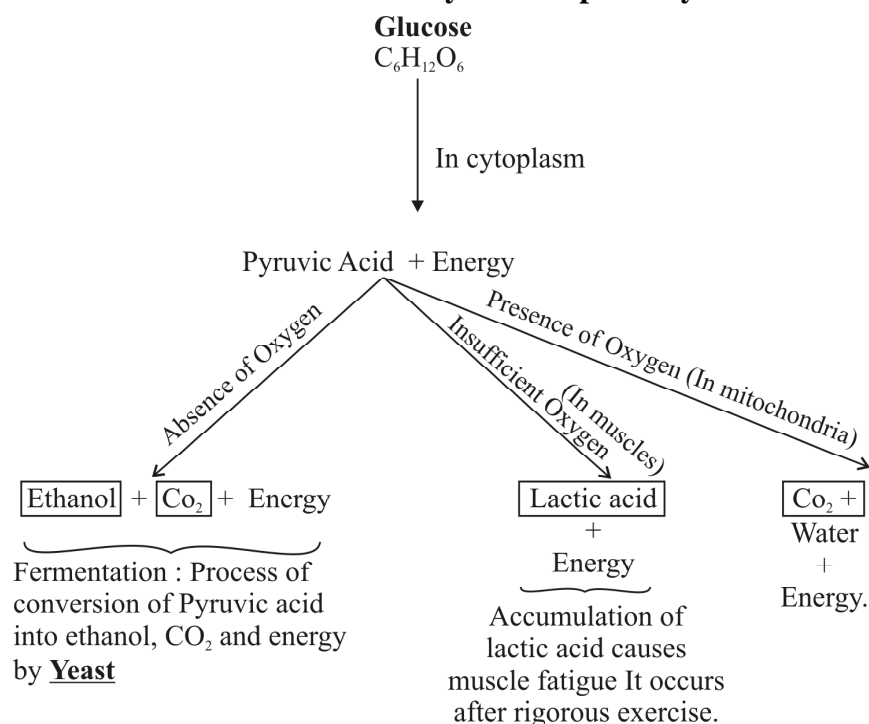 Glucose
C₆H₁₂O₆
In cytoplasm
Pyruvic Acid + Energy
Absence of Oxygen
Insufficient Oxygen
(In muscles)
Presence of Oxygen (In mitochondria)
Ethanol + Co₂ + Energy
Lactic acid
+
Energy
Co₂ +
Water
+
Energy.
Fermentation : Process of
conversion of Pyruvic acid
into ethanol, CO₂ and energy
by Yeast
Accumulation of
lactic acid causes
muscle fatigue It occurs
after rigorous exercise.